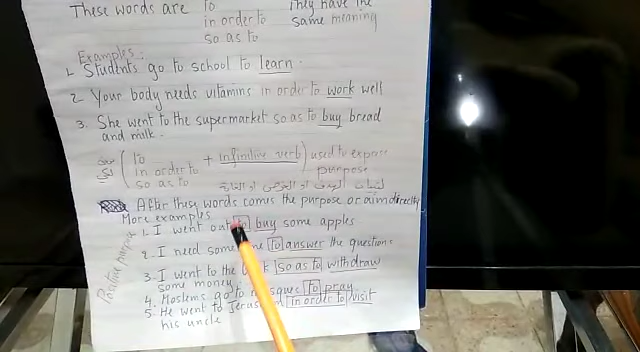 These words are to They have the
in order to same meaning
so as to
Examples:
1. Students go to school to learn.
2. Your body needs vitamins in order to work well
3. She went to the supermarket so as to buy bread
and milk.
( to
in order to + infinitive verb) used to express
so as to purpose
After these words comes the purpose or aim directly
More examples
Positive purpose
1. I went out to buy some apples
2. I need some to answer the questions
3. I went to the so as to withdraw
some money.
4. Moslems go to to pray
5. He went to in order to visit
his uncle